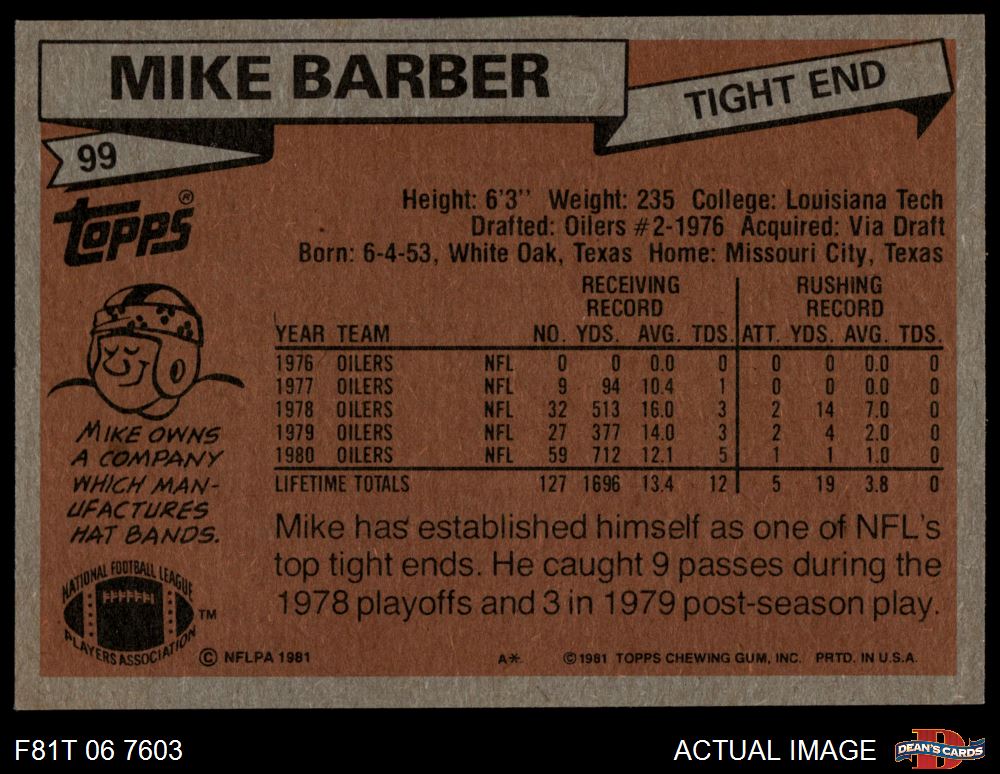 MIKE BARBER
TIGHT END
99
TOPPS®
Height: 6'3'' Weight: 235 College: Louisiana Tech
Drafted: Oilers #2-1976 Acquired: Via Draft
Born: 6-4-53, White Oak, Texas Home: Missouri City, Texas
RECEIVING RECORD RUSHING RECORD
YEAR TEAM NO. YDS. AVG. TDS. ATT. YDS. AVG. TDS.
1976 OILERS NFL 0 0 0.0 0 0 0 0.0 0
1977 OILERS NFL 9 94 10.4 1 0 0 0.0 0
1978 OILERS NFL 32 513 16.0 3 2 14 7.0 0
1979 OILERS NFL 27 377 14.0 3 2 4 2.0 0
1980 OILERS NFL 59 712 12.1 5 1 1 1.0 0
LIFETIME TOTALS 127 1696 13.4 12 5 19 3.8 0
MIKE OWNS
A COMPANY
WHICH MAN-
UFACTURES
HAT BANDS.
Mike has established himself as one of NFL's
top tight ends. He caught 9 passes during the
1978 playoffs and 3 in 1979 post-season play.
NATIONAL FOOTBALL LEAGUE
PLAYERS ASSOCIATION
TM
© NFLPA 1981
A*
© 1981 TOPPS CHEWING GUM, INC. PRTD. IN U.S.A.
F81T 06 7603
ACTUAL IMAGE
D
DEAN'S CARDS